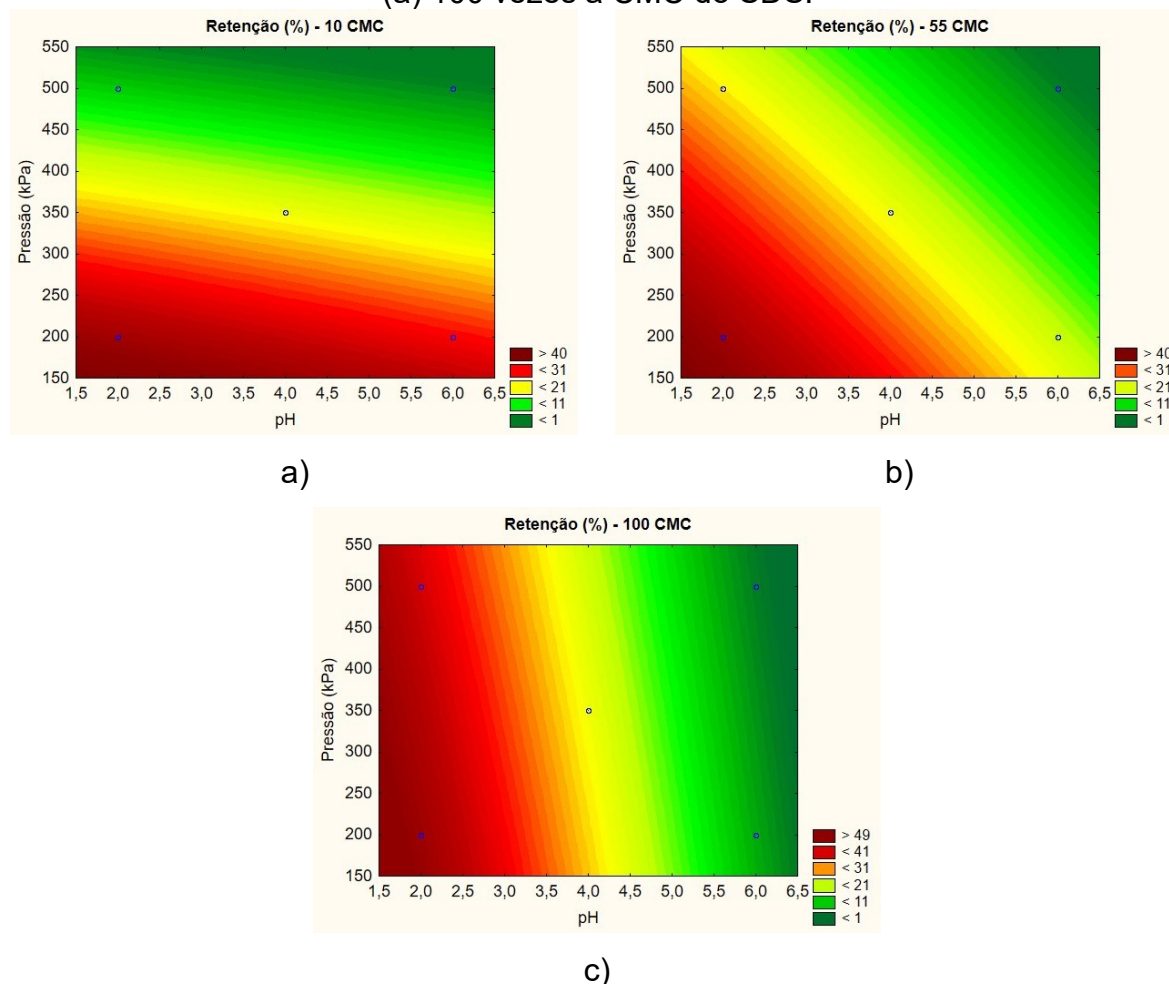 (a) 100 vezes a CMC do SDS.
Retenção (%) - 10 CMC
550
500
450
400
350
300
250
200
150
Pressão (kPa)
1,5 2,0 2,5 3,0 3,5 4,0 4,5 5,0 5,5 6,0 6,5
pH
> 40
< 31
< 21
< 11
< 1
a)
Retenção (%) - 55 CMC
550
500
450
400
350
300
250
200
150
Pressão (kPa)
1,5 2,0 2,5 3,0 3,5 4,0 4,5 5,0 5,5 6,0 6,5
pH
> 40
< 31
< 21
< 11
< 1
b)
Retenção (%) - 100 CMC
550
500
450
400
350
300
250
200
150
Pressão (kPa)
1,5 2,0 2,5 3,0 3,5 4,0 4,5 5,0 5,5 6,0 6,5
pH
> 49
< 41
< 31
< 21
< 11
< 1
c)